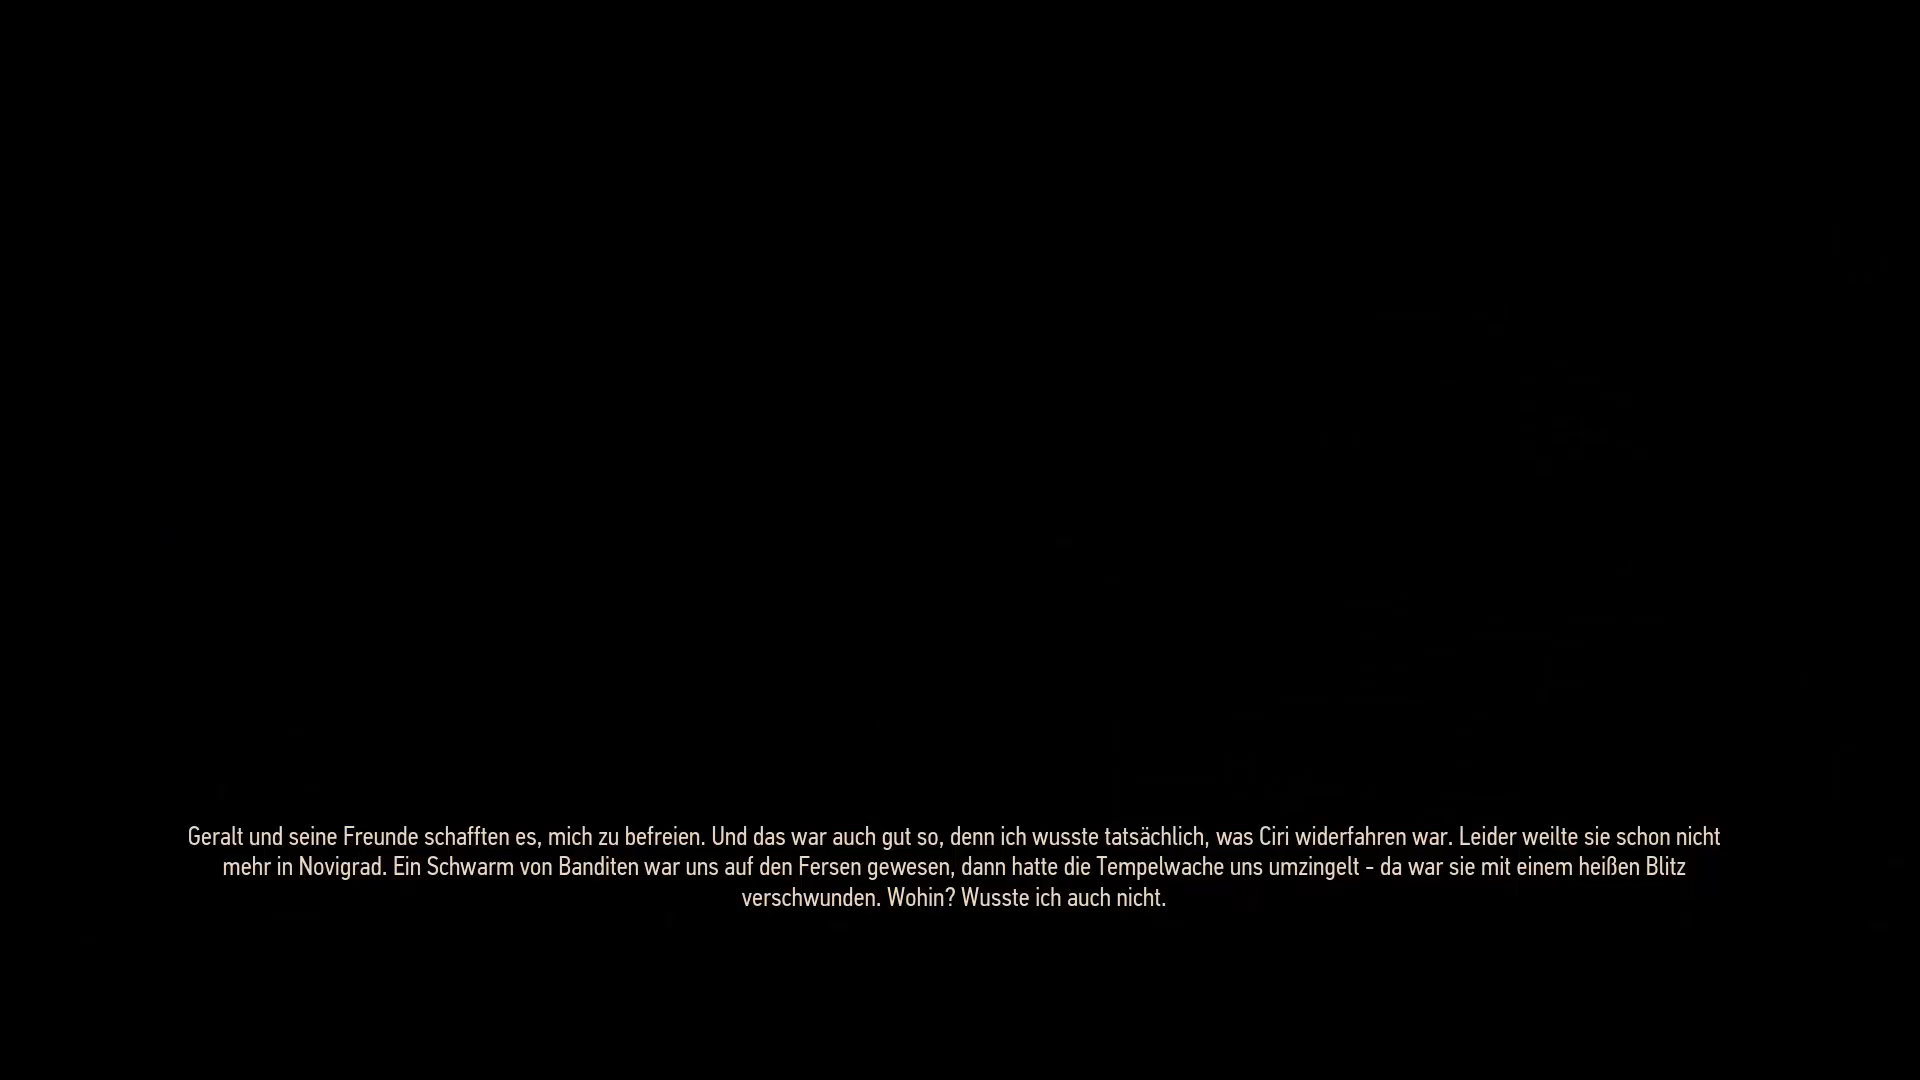 Geralt und seine Freunde schafften es, mich zu befreien. Und das war auch gut so, denn ich wusste tatsächlich, was Ciri widerfahren war. Leider weilte sie schon nicht
mehr in Novigrad. Ein Schwarm von Banditen war uns auf den Fersen gewesen, dann hatte die Tempelwache uns umzingelt - da war sie mit einem heißen Blitz
verschwunden. Wohin? Wusste ich auch nicht.